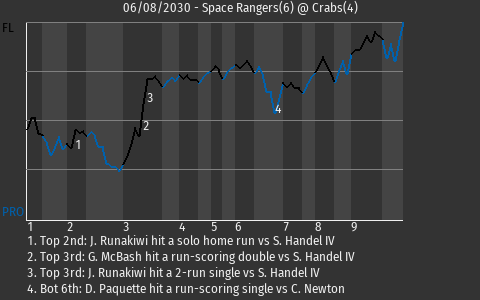 06/08/2030 - Space Rangers(6) @ Crabs(4)
FL
3
2
1
4
PRO
1 2 3 4 5 6 7 8 9
1. Top 2nd: J. Runakiwi hit a solo home run vs S. Handel IV
2. Top 3rd: G. McBash hit a run-scoring double vs S. Handel IV
3. Top 3rd: J. Runakiwi hit a 2-run single vs S. Handel IV
4. Bot 6th: D. Paquette hit a run-scoring single vs C. Newton